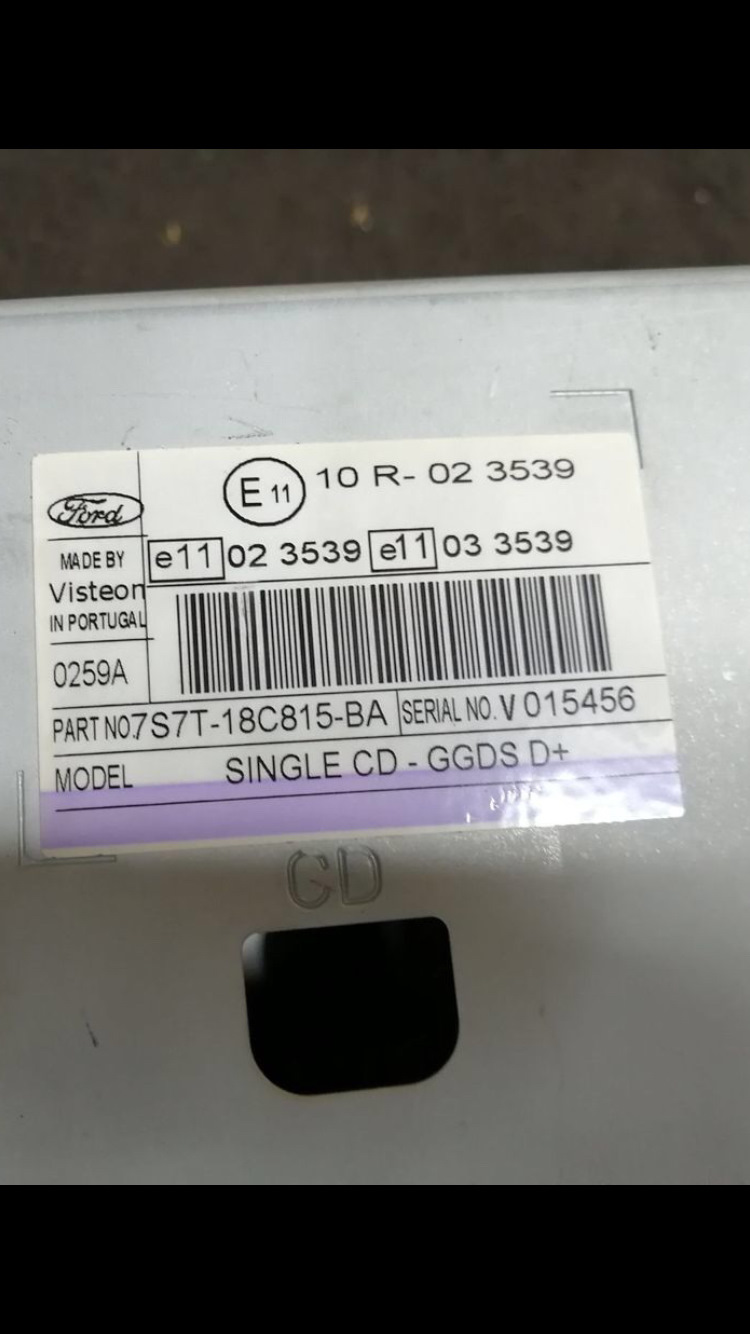 E 11 10 R- 02 3539
Ford
MADE BY
Visteon
IN PORTUGAL
e11 02 3539 e11 03 3539
0259A
PART NO. 7S7T-18C815-BA SERIAL NO. V 015456
MODEL SINGLE CD - GGDS D+
CD